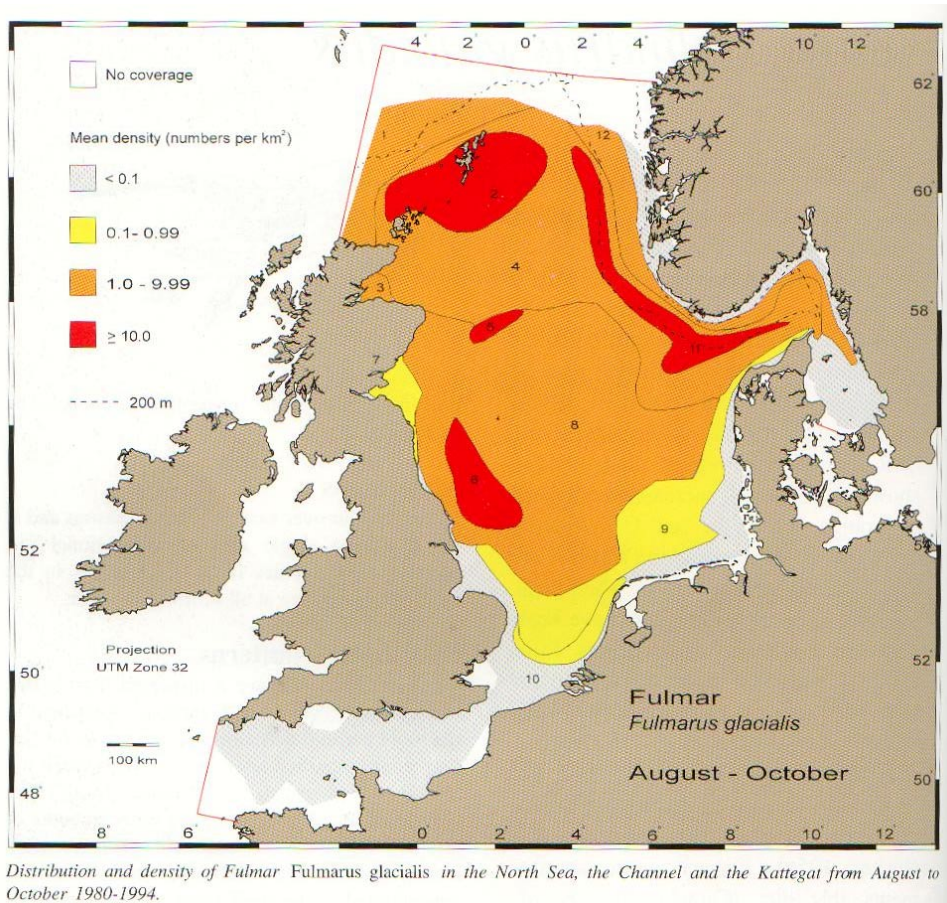 4° 2° 0° 2° 4° 10° 12°
No coverage
62°
Mean density (numbers per km²)
1
12
< 0.1
2
60°
0.1- 0.99
4
1.0 - 9.99
3
58°
≥ 10.0
5
11
7
200 m
8
6
9
52°
52°
Projection
UTM Zone 32
50°
10
Fulmar
Fulmarus glacialis
100 km
August - October
50°
48°
8° 6° 0° 2° 4° 6° 8° 10° 12°
Distribution and density of Fulmar Fulmarus glacialis in the North Sea, the Channel and the Kattegat from August to
October 1980-1994.